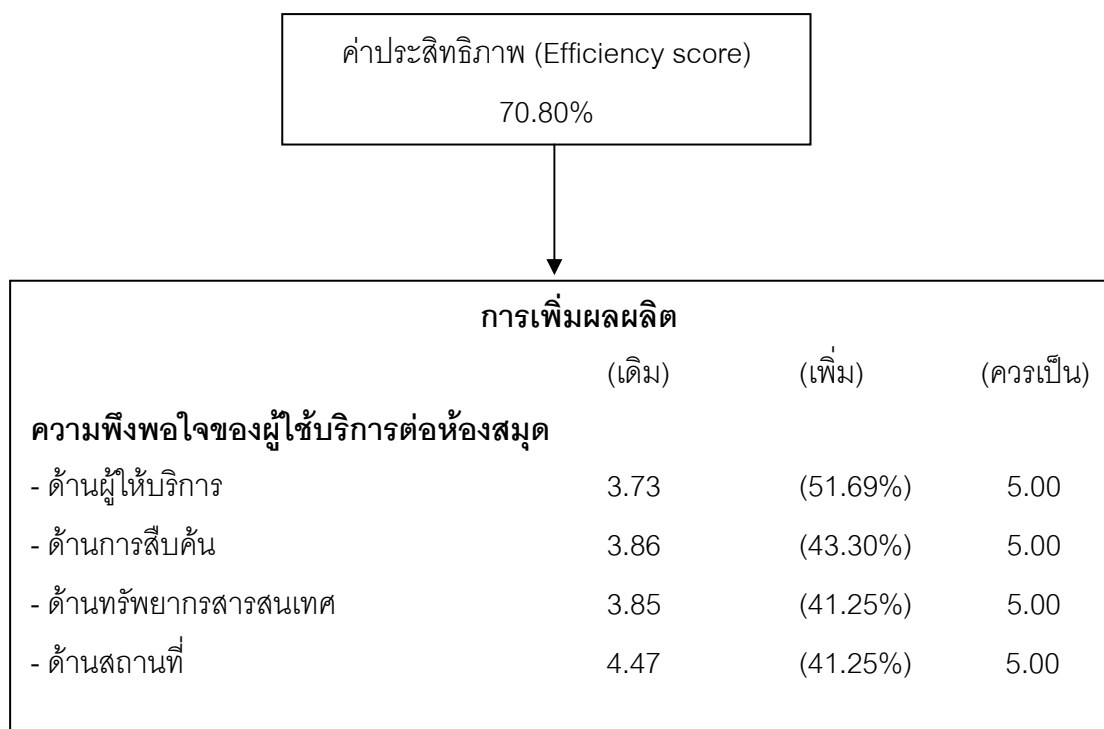 ค่าประสิทธิภาพ (Efficiency score)
70.80%
การเพิ่มผลผลิต
(เดิม) (เพิ่ม) (ควรเป็น)
ความพึงพอใจของผู้ใช้บริการต่อห้องสมุด
- ด้านผู้ให้บริการ 3.73 (51.69%) 5.00
- ด้านการสืบค้น 3.86 (43.30%) 5.00
- ด้านทรัพยากรสารสนเทศ 3.85 (41.25%) 5.00
- ด้านสถานที่ 4.47 (41.25%) 5.00